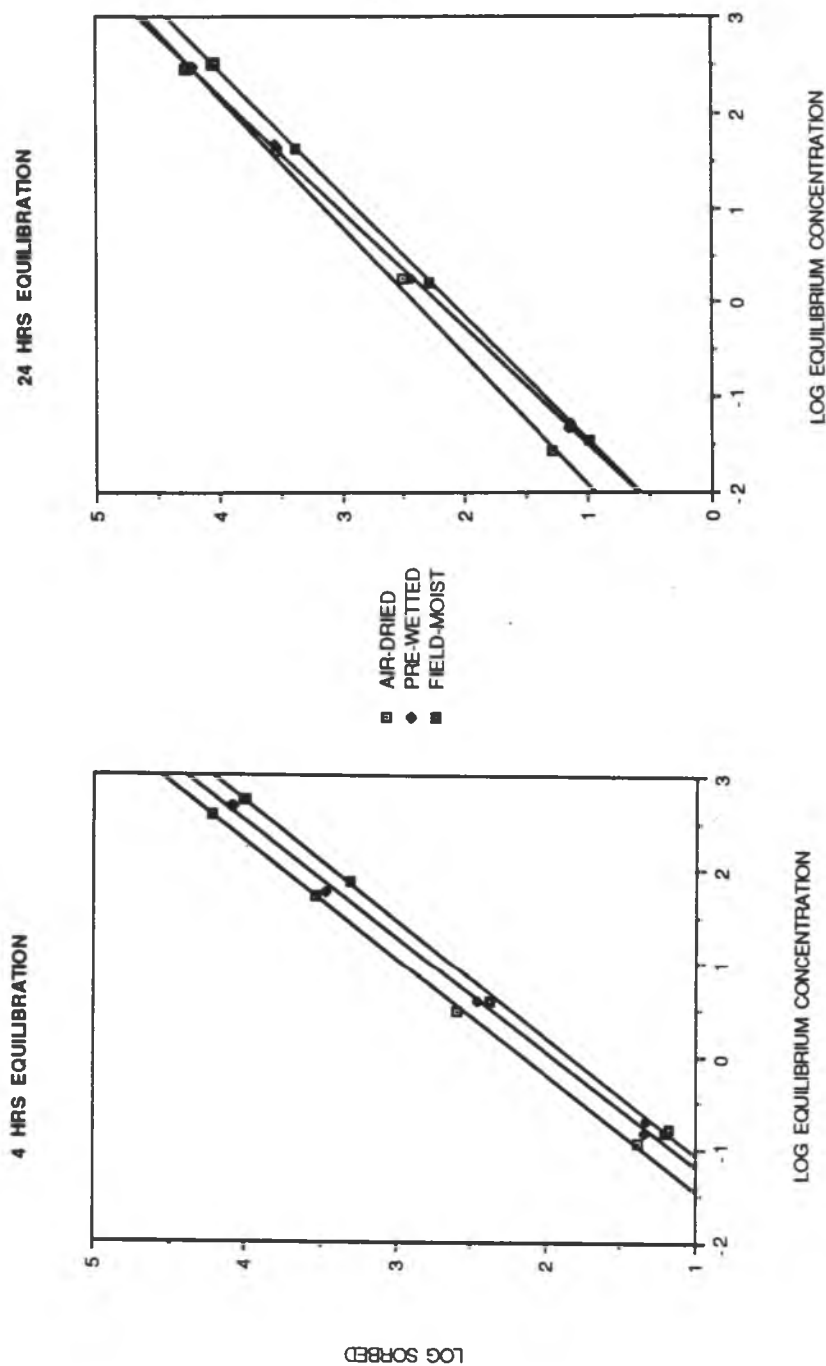 4 HRS EQUILIBRATION
LOG SORBED
5
4
3
2
1
-2
-1
0
1
2
3
LOG EQUILIBRIUM CONCENTRATION
AIR-DRIED
PRE-WETTED
FIELD-MOIST
24 HRS EQUILIBRATION
5
4
3
2
1
0
-2
-1
0
1
2
3
LOG EQUILIBRIUM CONCENTRATION